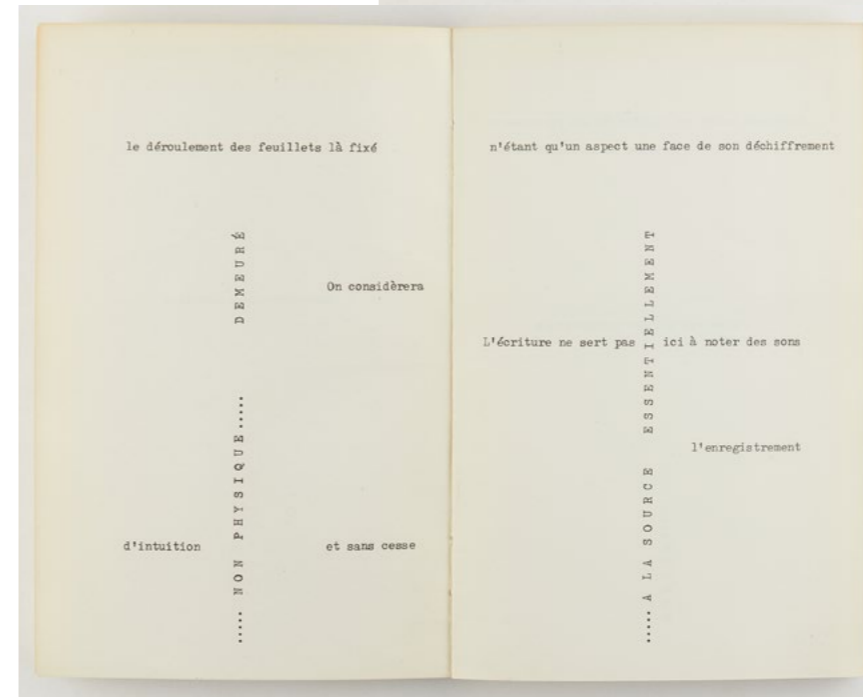 le déroulement des feuillets là fixé
On considèrera
..... NON PHYSIQUE..... DEMEURÉ
d'intuition
et sans cesse
n'étant qu'un aspect une face de son déchiffrement
L'écriture ne sert pas ici à noter des sons
..... A LA SOURCE ESSENTIELLEMENT
l'enregistrement